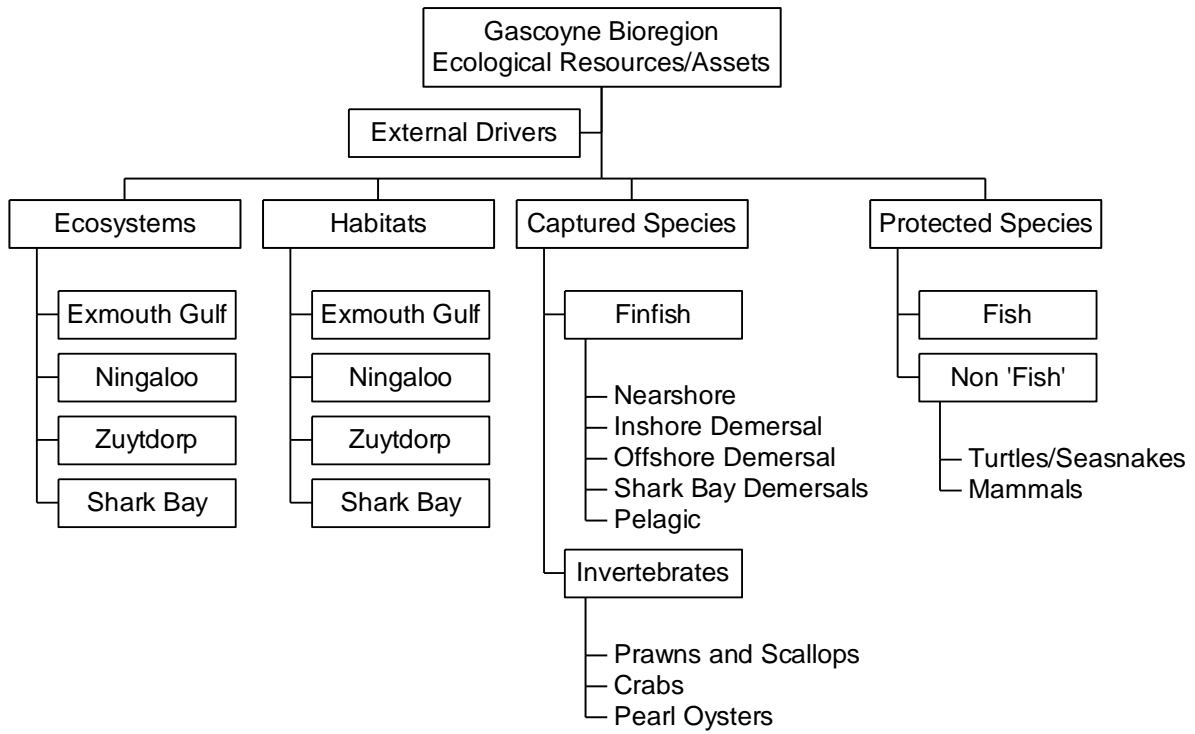 Gascoyne Bioregion
Ecological Resources/Assets
External Drivers
Ecosystems
Exmouth Gulf
Ningaloo
Zuytdorp
Shark Bay
Habitats
Exmouth Gulf
Ningaloo
Zuytdorp
Shark Bay
Captured Species
Finfish
Nearshore
Inshore Demersal
Offshore Demersal
Shark Bay Demersals
Pelagic
Invertebrates
Prawns and Scallops
Crabs
Pearl Oysters
Protected Species
Fish
Non 'Fish'
Turtles/Seasnakes
Mammals